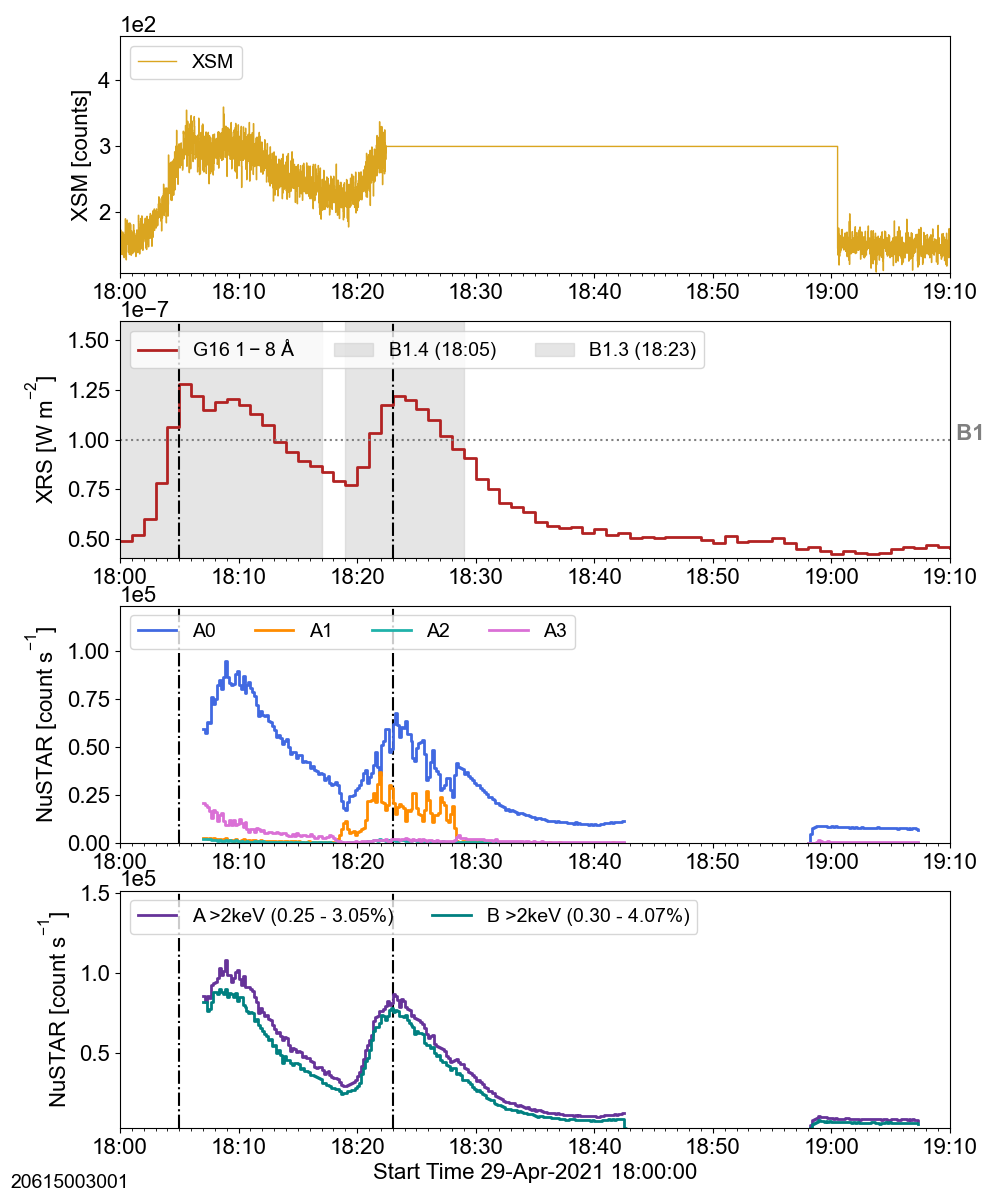 1e2
XSM [counts]
4
3
2
XSM
18:00 18:10 18:20 18:30 18:40 18:50 19:00 19:10
1e−7
XRS [W m−2]
1.50
1.25
1.00
0.75
0.50
G16 1 − 8 Å B1.4 (18:05) B1.3 (18:23)
B1
18:00 18:10 18:20 18:30 18:40 18:50 19:00 19:10
1e5
NuSTAR [count s−1]
1.00
0.75
0.50
0.25
0.00
A0 A1 A2 A3
18:00 18:10 18:20 18:30 18:40 18:50 19:00 19:10
1e5
NuSTAR [count s−1]
1.5
1.0
0.5
A >2keV (0.25 - 3.05%) B >2keV (0.30 - 4.07%)
18:00 18:10 18:20 18:30 18:40 18:50 19:00 19:10
Start Time 29-Apr-2021 18:00:00
20615003001